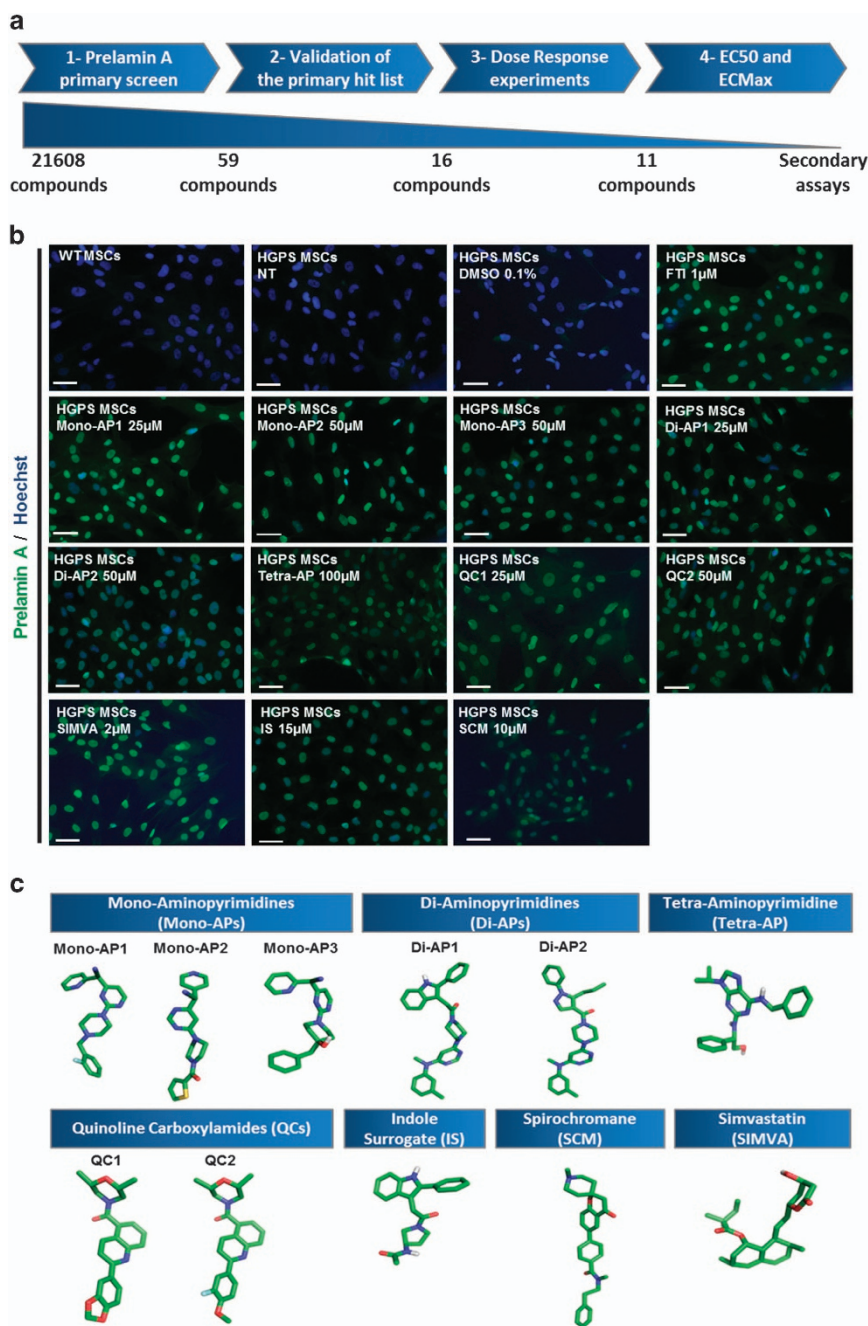 a
1- Prelamin A
primary screen
2- Validation of
the primary hit list
3- Dose Response
experiments
4- EC50 and
ECMax
21608
compounds
59
compounds
16
compounds
11
compounds
Secondary
assays
b
Prelamin A / Hoechst
WT MSCs
HGPS MSCs
NT
HGPS MSCs
DMSO 0.1%
HGPS MSCs
FTI 1µM
HGPS MSCs
Mono-AP1 25µM
HGPS MSCs
Mono-AP2 50µM
HGPS MSCs
Mono-AP3 50µM
HGPS MSCs
Di-AP1 25µM
HGPS MSCs
Di-AP2 50µM
HGPS MSCs
Tetra-AP 100µM
HGPS MSCs
QC1 25µM
HGPS MSCs
QC2 50µM
HGPS MSCs
SIMVA 2µM
HGPS MSCs
IS 15µM
HGPS MSCs
SCM 10µM
c
Mono-Aminopyrimidines
(Mono-APs)
Di-Aminopyrimidines
(Di-APs)
Tetra-Aminopyrimidine
(Tetra-AP)
Mono-AP1
Mono-AP2
Mono-AP3
Di-AP1
Di-AP2
Quinoline Carboxylamides (QCs)
Indole
Surrogate (IS)
Spirochromane
(SCM)
Simvastatin
(SIMVA)
QC1
QC2